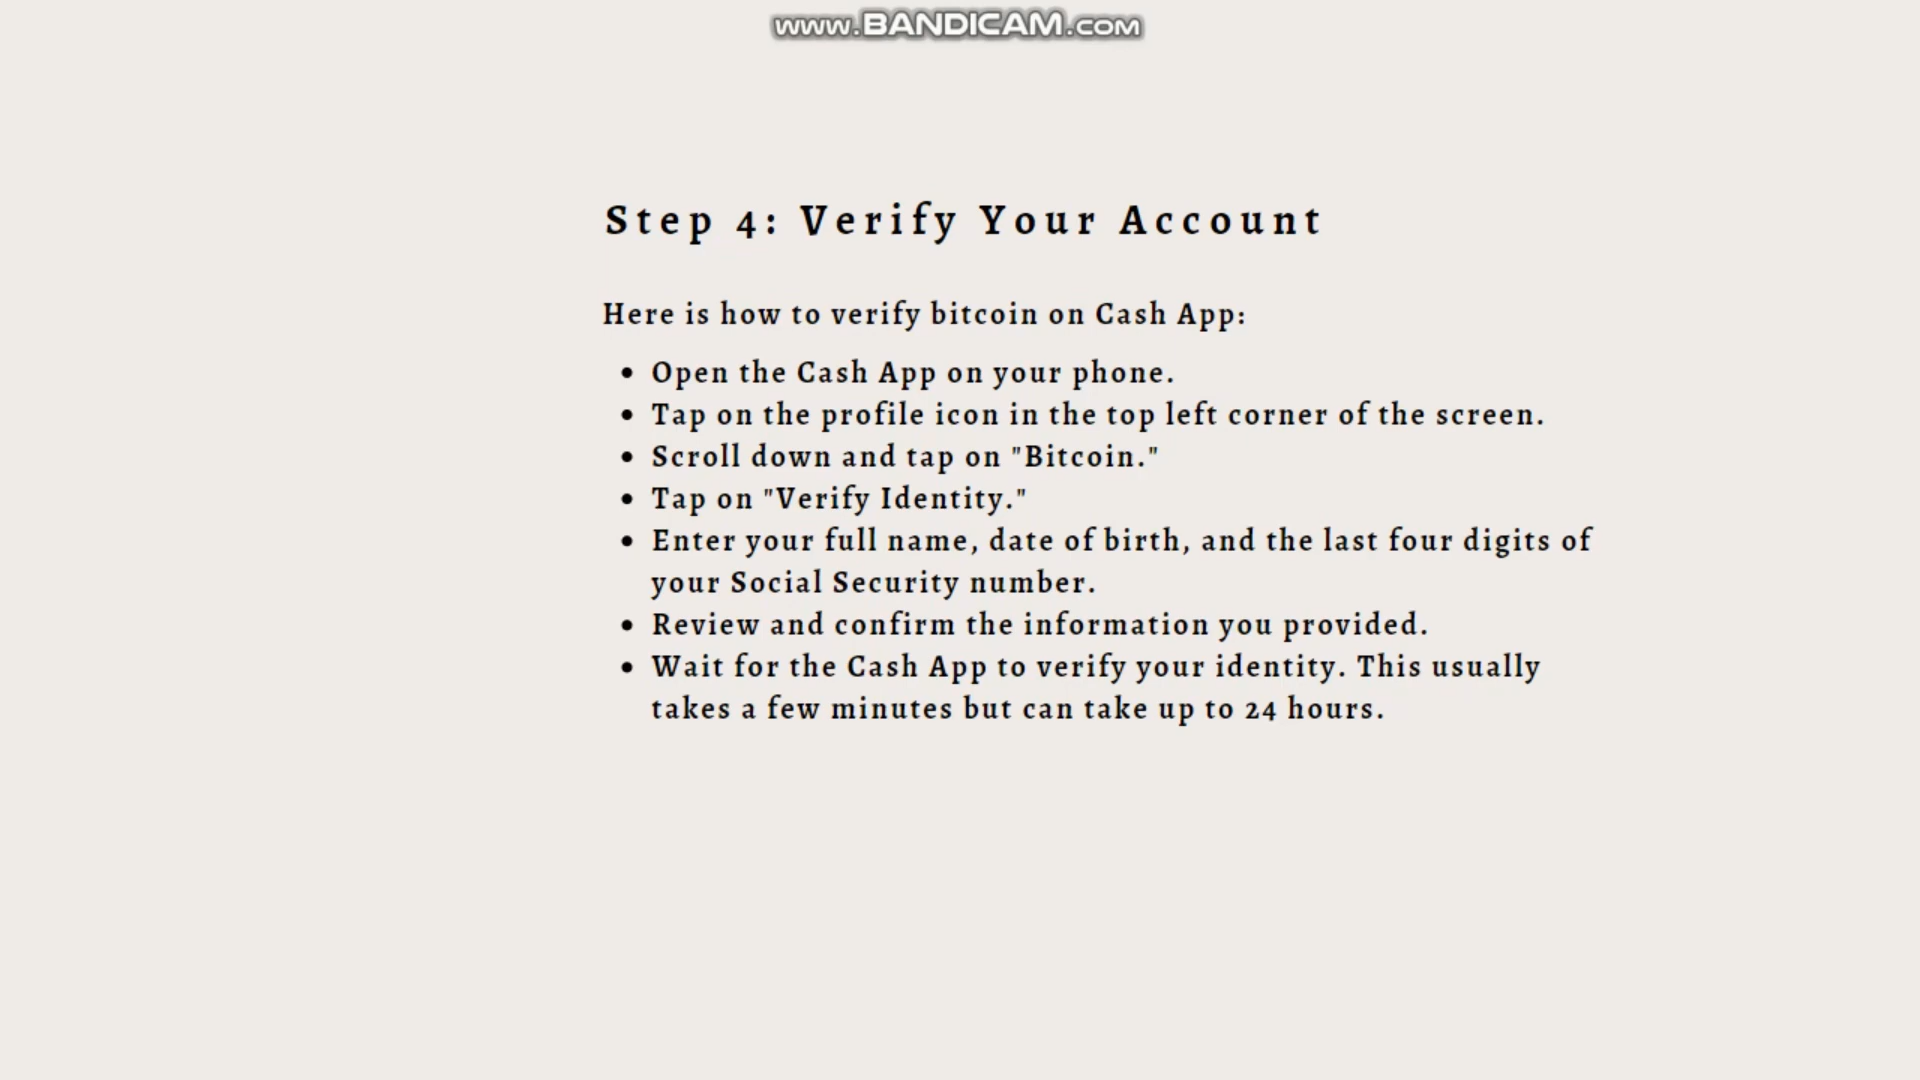 www.BANDICAM.com
Step 4: Verify Your Account
Here is how to verify bitcoin on Cash App:
• Open the Cash App on your phone.
• Tap on the profile icon in the top left corner of the screen.
• Scroll down and tap on "Bitcoin."
• Tap on "Verify Identity."
• Enter your full name, date of birth, and the last four digits of
your Social Security number.
• Review and confirm the information you provided.
• Wait for the Cash App to verify your identity. This usually
takes a few minutes but can take up to 24 hours.